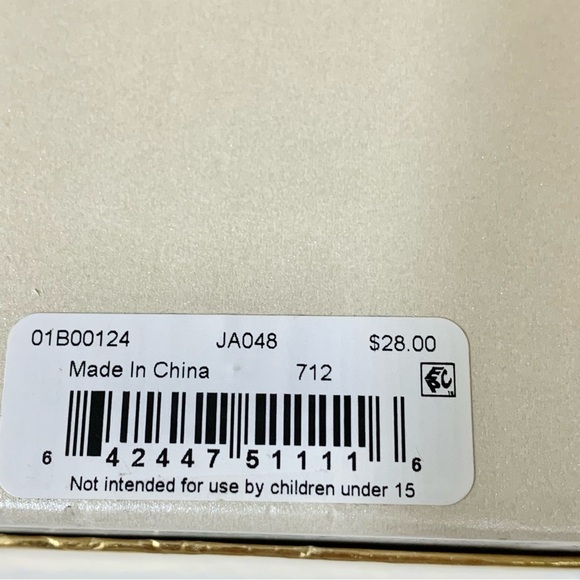 01B00124 JA048 $28.00
Made In China 712
6 42447 51111 6
Not intended for use by children under 15